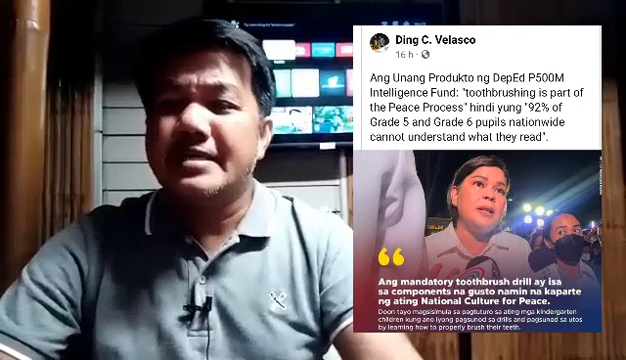 Ding C. Velasco
16 h ·
Ang Unang Produkto ng DepEd P500M
Intelligence Fund: "toothbrushing is part of
the Peace Process" hindi yung "92% of
Grade 5 and Grade 6 pupils nationwide
cannot understand what they read".
Ang mandatory toothbrush drill ay isa
sa components na gusto namin na kaparte
ng ating National Culture for Peace.
Doon tayo magsisimula sa pagtuturo sa ating mga kindergarten
children kung ano iyong pagsunod sa drills and pagsunod sa utos
by learning how to properly brush their teeth.